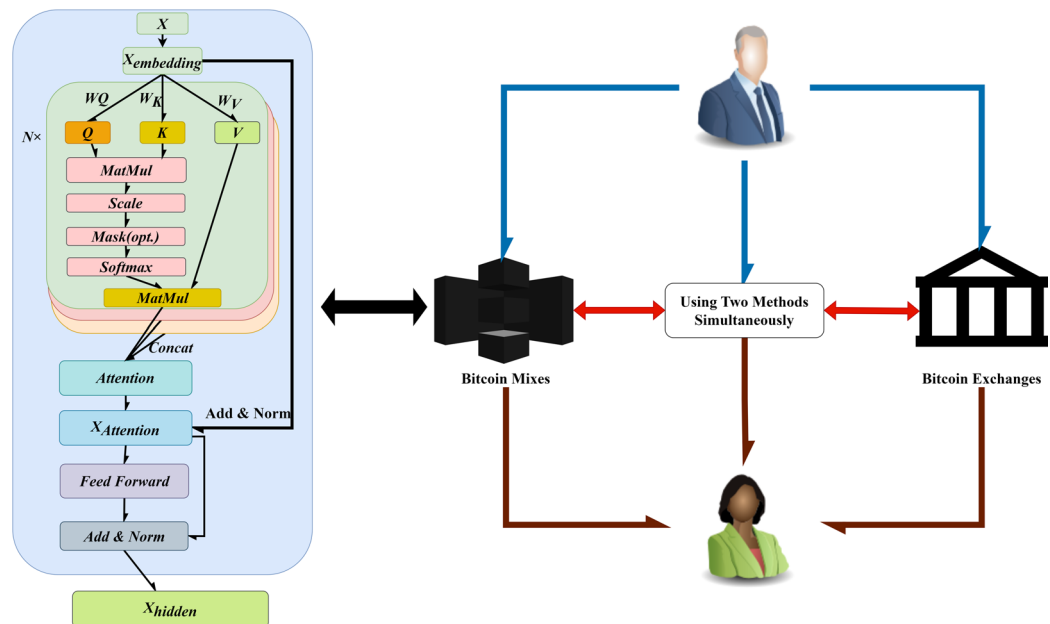 X
Xembedding
WQ
WK
WV
N×
Q
K
V
MatMul
Scale
Mask(opt.)
Softmax
MatMul
Concat
Attention
Add & Norm
XAttention
Feed Forward
Add & Norm
Xhidden
Using Two Methods
Simultaneously
Bitcoin Mixes
Bitcoin Exchanges